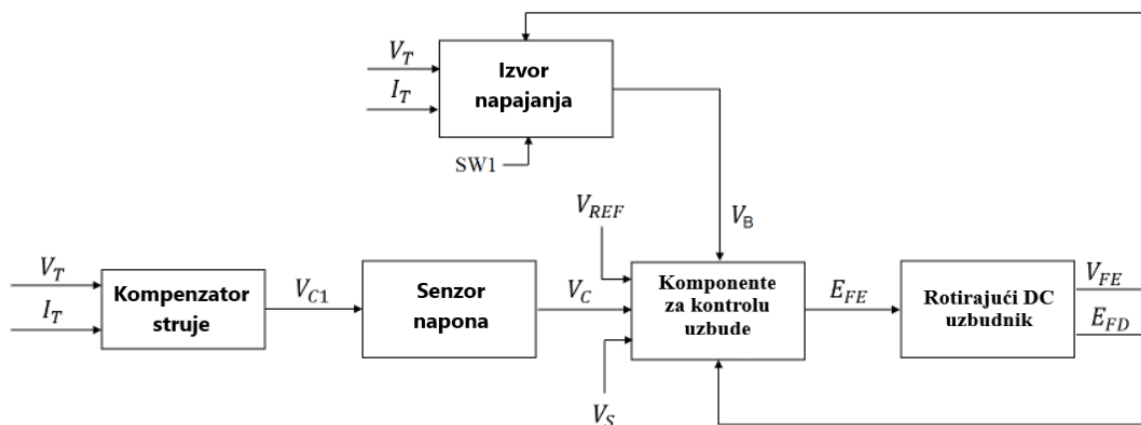 V_T
I_T
Izvor
napajanja
SW1
V_REF
V_B
V_T
I_T
Kompenzator
struje
V_C1
Senzor
napona
V_C
V_S
Komponente
za kontrolu
uzbude
E_FE
Rotirajući DC
uzbudnik
V_FE
E_FD